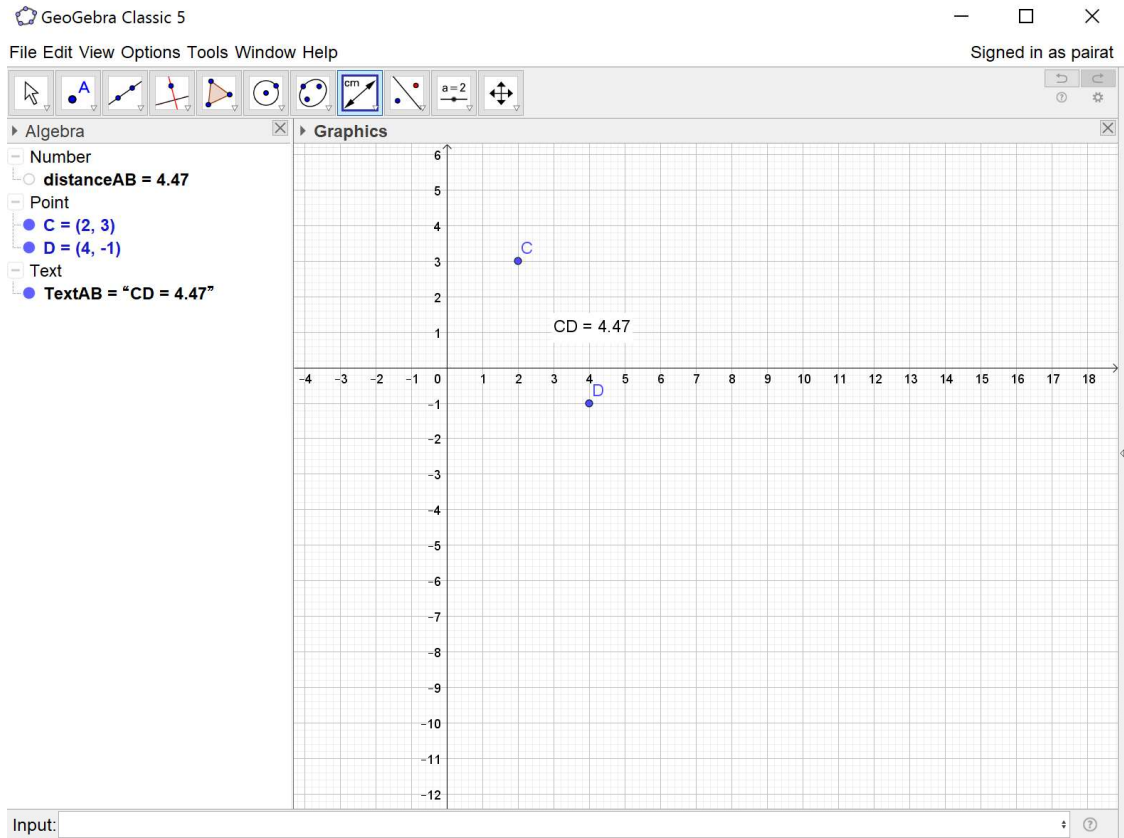 GeoGebra Classic 5
File Edit View Options Tools Window Help
Signed in as pairat
A
cm
a=2
Algebra
Number
distanceAB = 4.47
Point
C = (2, 3)
D = (4, -1)
Text
TextAB = “CD = 4.47”
Graphics
6
5
4
3
2
1
C
CD = 4.47
-4 -3 -2 -1 0 1 2 3 4 5 6 7 8 9 10 11 12 13 14 15 16 17 18
D
-1
-2
-3
-4
-5
-6
-7
-8
-9
-10
-11
-12
Input: